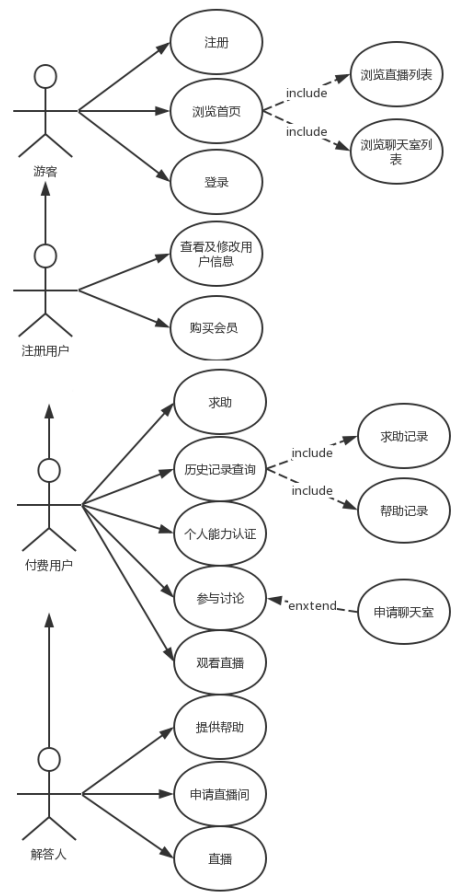 注册
浏览首页
include
浏览直播列表
include
浏览聊天室列
表
游客
登录
查看及修改用
户信息
注册用户
购买会员
求助
历史记录查询
include
求助记录
include
帮助记录
个人能力认证
付费用户
参与讨论
enxtend
申请聊天室
观看直播
提供帮助
申请直播间
解答人
直播